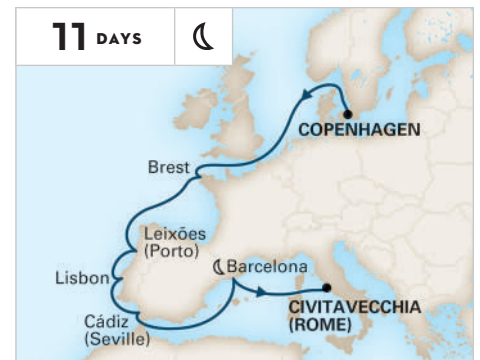 11 DAYS
COPENHAGEN
Brest
Leixões
(Porto)
Lisbon
Barcelona
Cádiz
(Seville)
CIVITAVECCHIA
(ROME)